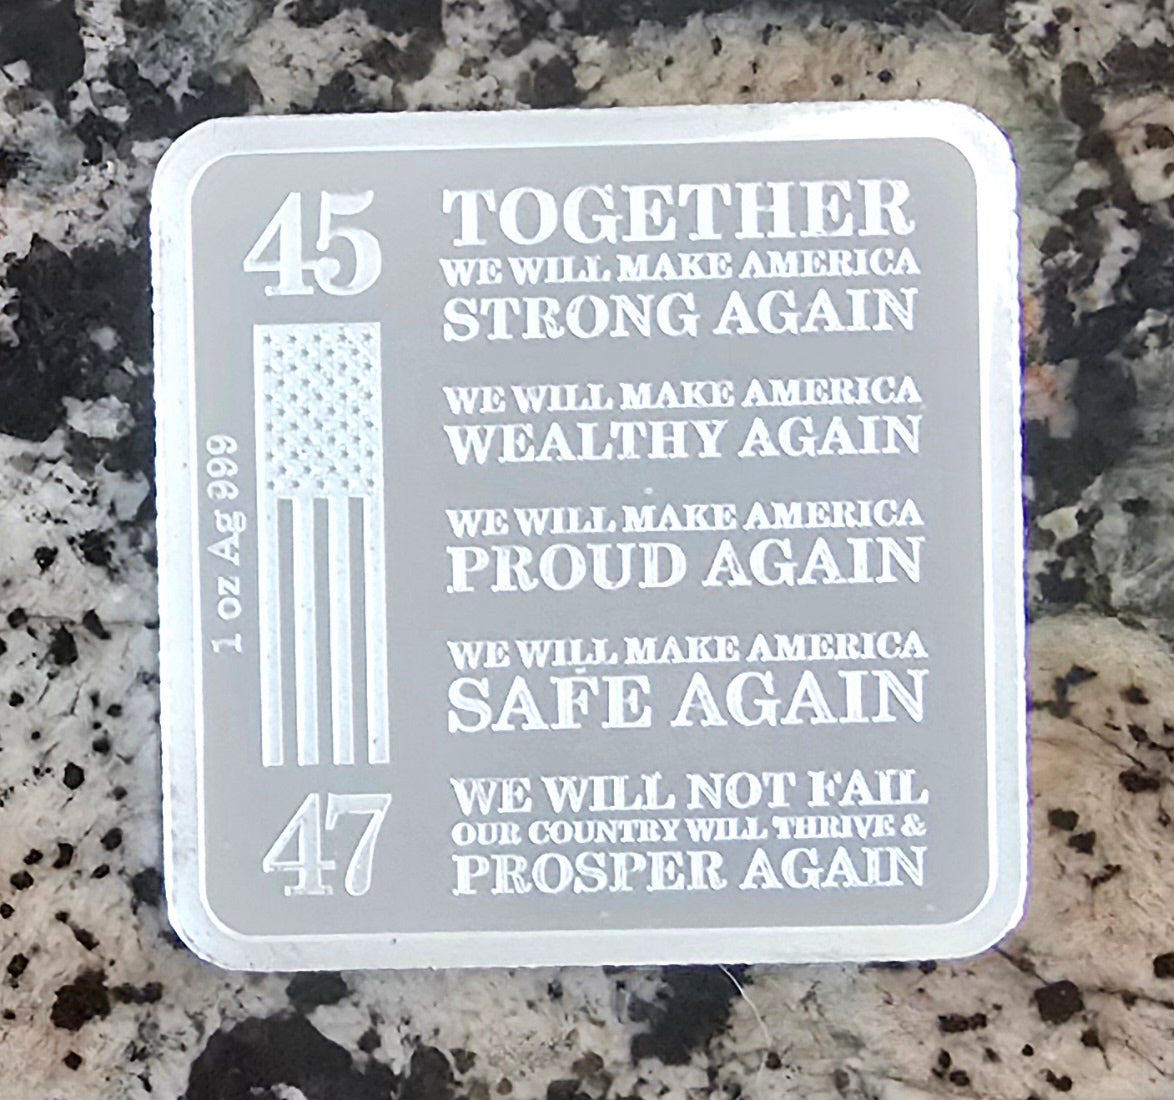 45
1 oz Ag 999
47
TOGETHER
WE WILL MAKE AMERICA
STRONG AGAIN
WE WILL MAKE AMERICA
WEALTHY AGAIN
WE WILL MAKE AMERICA
PROUD AGAIN
WE WILL MAKE AMERICA
SAFE AGAIN
WE WILL NOT FAIL
OUR COUNTRY WILL THRIVE &
PROSPER AGAIN